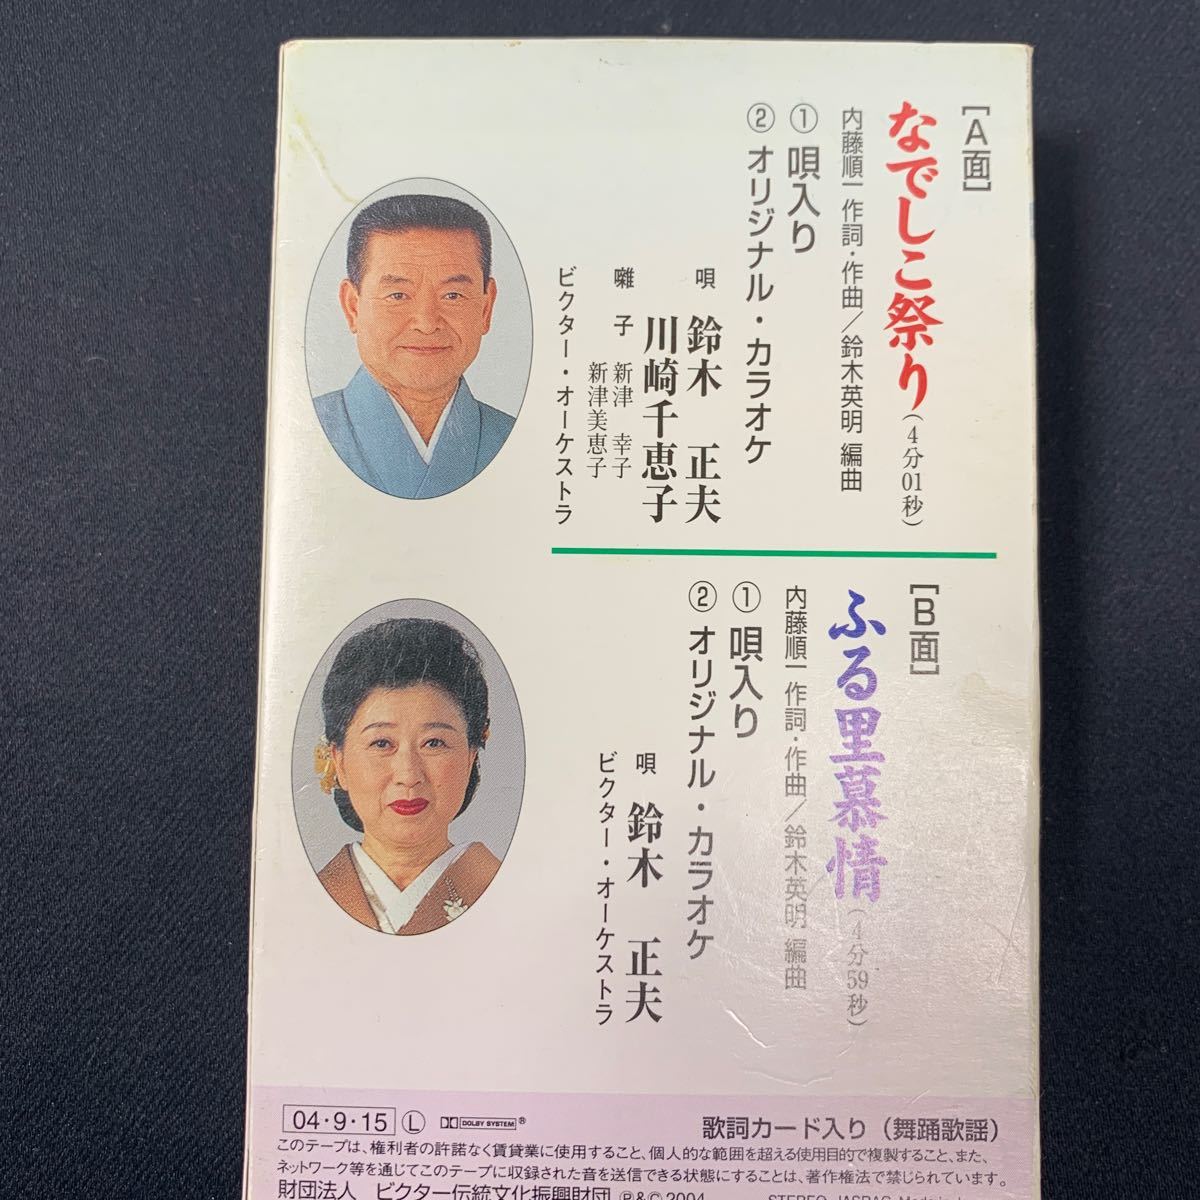 [A面]
なでしこ祭り(4分01秒)
内藤順一 作詞・作曲／鈴木英明 編曲
① 唄入り
② オリジナル・カラオケ
唄 鈴木 正夫
川崎千恵子
囃子 新津 幸子
新津美恵子
ビクター・オーケストラ
[B面]
ふる里慕情(4分59秒)
内藤順一 作詞・作曲／鈴木英明 編曲
① 唄入り
② オリジナル・カラオケ
唄 鈴木 正夫
ビクター・オーケストラ
04・9・15 Ⓛ DOLBY SYSTEM® 歌詞カード入り（舞踊歌謡）
このテープは、権利者の許諾なく賃貸業に使用すること、個人的な範囲を超える使用目的で複製すること、また、
ネットワーク等を通じてこのテープに収録された音を送信できる状態にすることは、著作権法で禁じられています。
財団法人 ビクター伝統文化振興財団 ℗&© 2004 STEREO JASRAC Made in